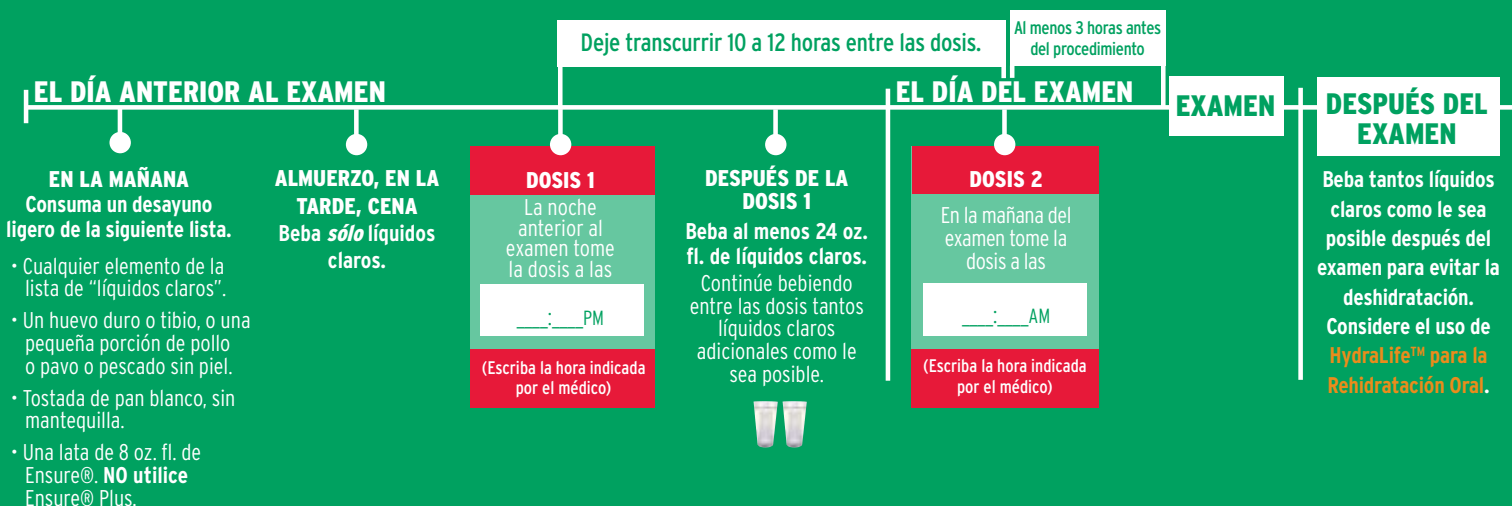 Deje transcurrir 10 a 12 horas entre las dosis.
Al menos 3 horas antes
del procedimiento
EL DÍA ANTERIOR AL EXAMEN
EN LA MAÑANA
Consuma un desayuno
ligero de la siguiente lista.
• Cualquier elemento de la
lista de “líquidos claros”.
• Un huevo duro o tibio, o una
pequeña porción de pollo
o pavo o pescado sin piel.
• Tostada de pan blanco, sin
mantequilla.
• Una lata de 8 oz. fl. de
Ensure®. NO utilice
Ensure® Plus.
ALMUERZO, EN LA
TARDE, CENA
Beba sólo líquidos
claros.
DOSIS 1
La noche
anterior al
examen tome
la dosis a las
___:___PM
(Escriba la hora indicada
por el médico)
DESPUÉS DE LA
DOSIS 1
Beba al menos 24 oz.
fl. de líquidos claros.
Continúe bebiendo
entre las dosis tantos
líquidos claros
adicionales como le
sea posible.
EL DÍA DEL EXAMEN
DOSIS 2
En la mañana del
examen tome la
dosis a las
___:___AM
(Escriba la hora indicada
por el médico)
EXAMEN
DESPUÉS DEL
EXAMEN
Beba tantos líquidos
claros como le sea
posible después del
examen para evitar la
deshidratación.
Considere el uso de
HydraLife™ para la
Rehidratación Oral.